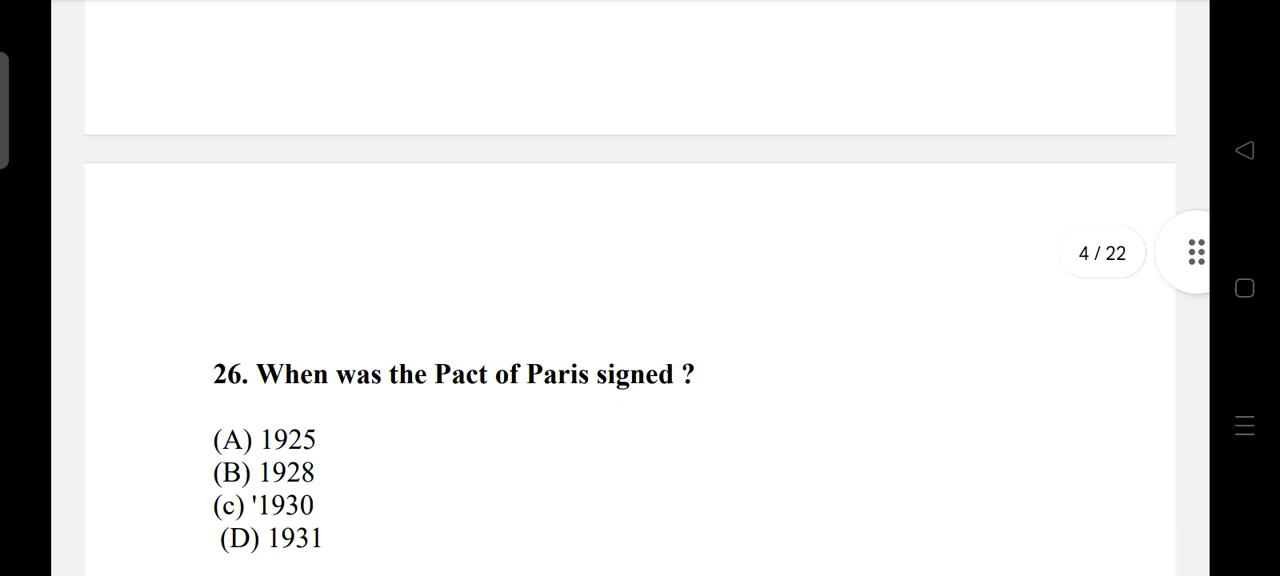 4 / 22
26. When was the Pact of Paris signed ?
(A) 1925
(B) 1928
(c) '1930
(D) 1931